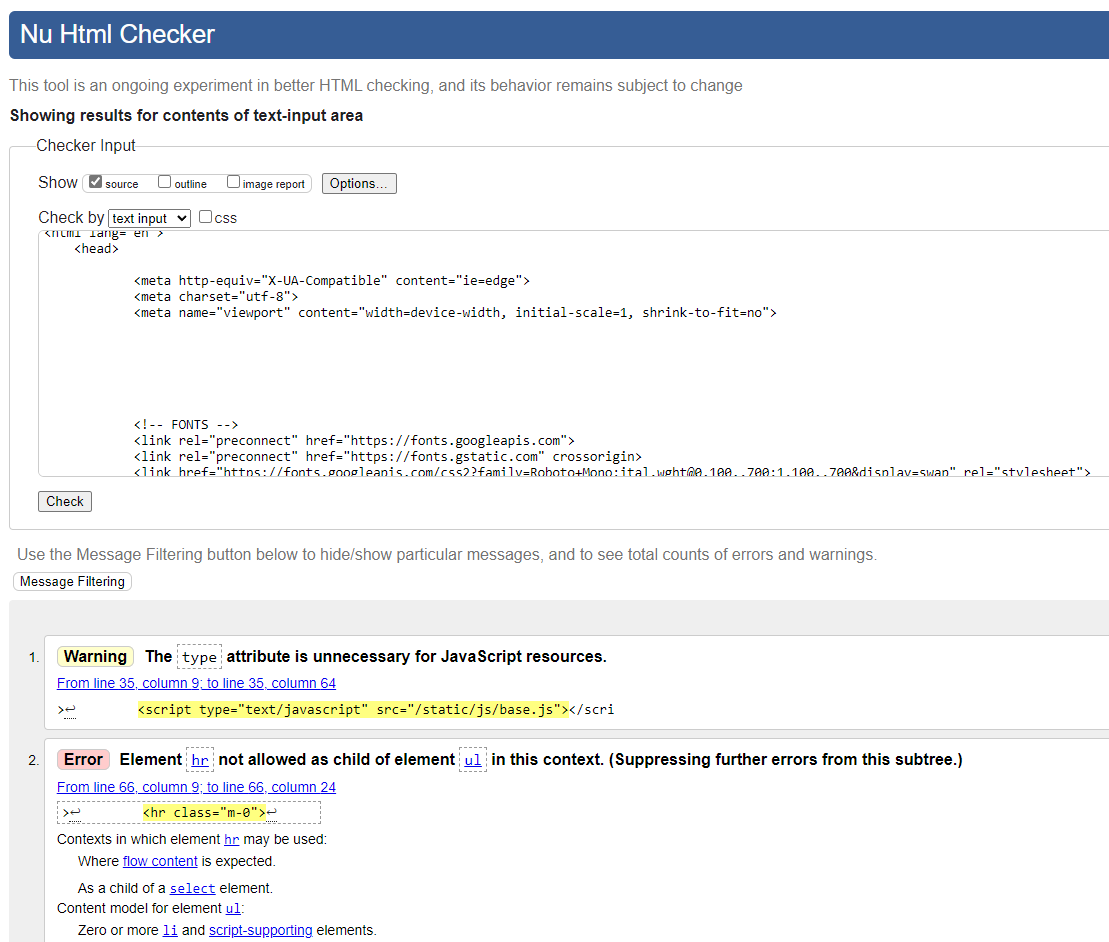 Nu Html Checker
This tool is an ongoing experiment in better HTML checking, and its behavior remains subject to change
Showing results for contents of text-input area
Checker Input
Show source outline image report Options...
Check by text input css
<html lang="en">
<head>
<meta http-equiv="X-UA-Compatible" content="ie=edge">
<meta charset="utf-8">
<meta name="viewport" content="width=device-width, initial-scale=1, shrink-to-fit=no">
<!-- FONTS -->
<link rel="preconnect" href="https://fonts.googleapis.com">
<link rel="preconnect" href="https://fonts.gstatic.com" crossorigin>
<link href="https://fonts.googleapis.com/css2?family=Roboto+Mono:ital,wght@0,100..700;1,100..700&display=swap" rel="stylesheet">
Check
Use the Message Filtering button below to hide/show particular messages, and to see total counts of errors and warnings.
Message Filtering
1. Warning The type attribute is unnecessary for JavaScript resources.
From line 35, column 9; to line 35, column 64
>↩ <script type="text/javascript" src="/static/js/base.js"></scri
2. Error Element hr not allowed as child of element ul in this context. (Suppressing further errors from this subtree.)
From line 66, column 9; to line 66, column 24
>↩ <hr class="m-0">↩
Contexts in which element hr may be used:
Where flow content is expected.
As a child of a select element.
Content model for element ul:
Zero or more li and script-supporting elements.